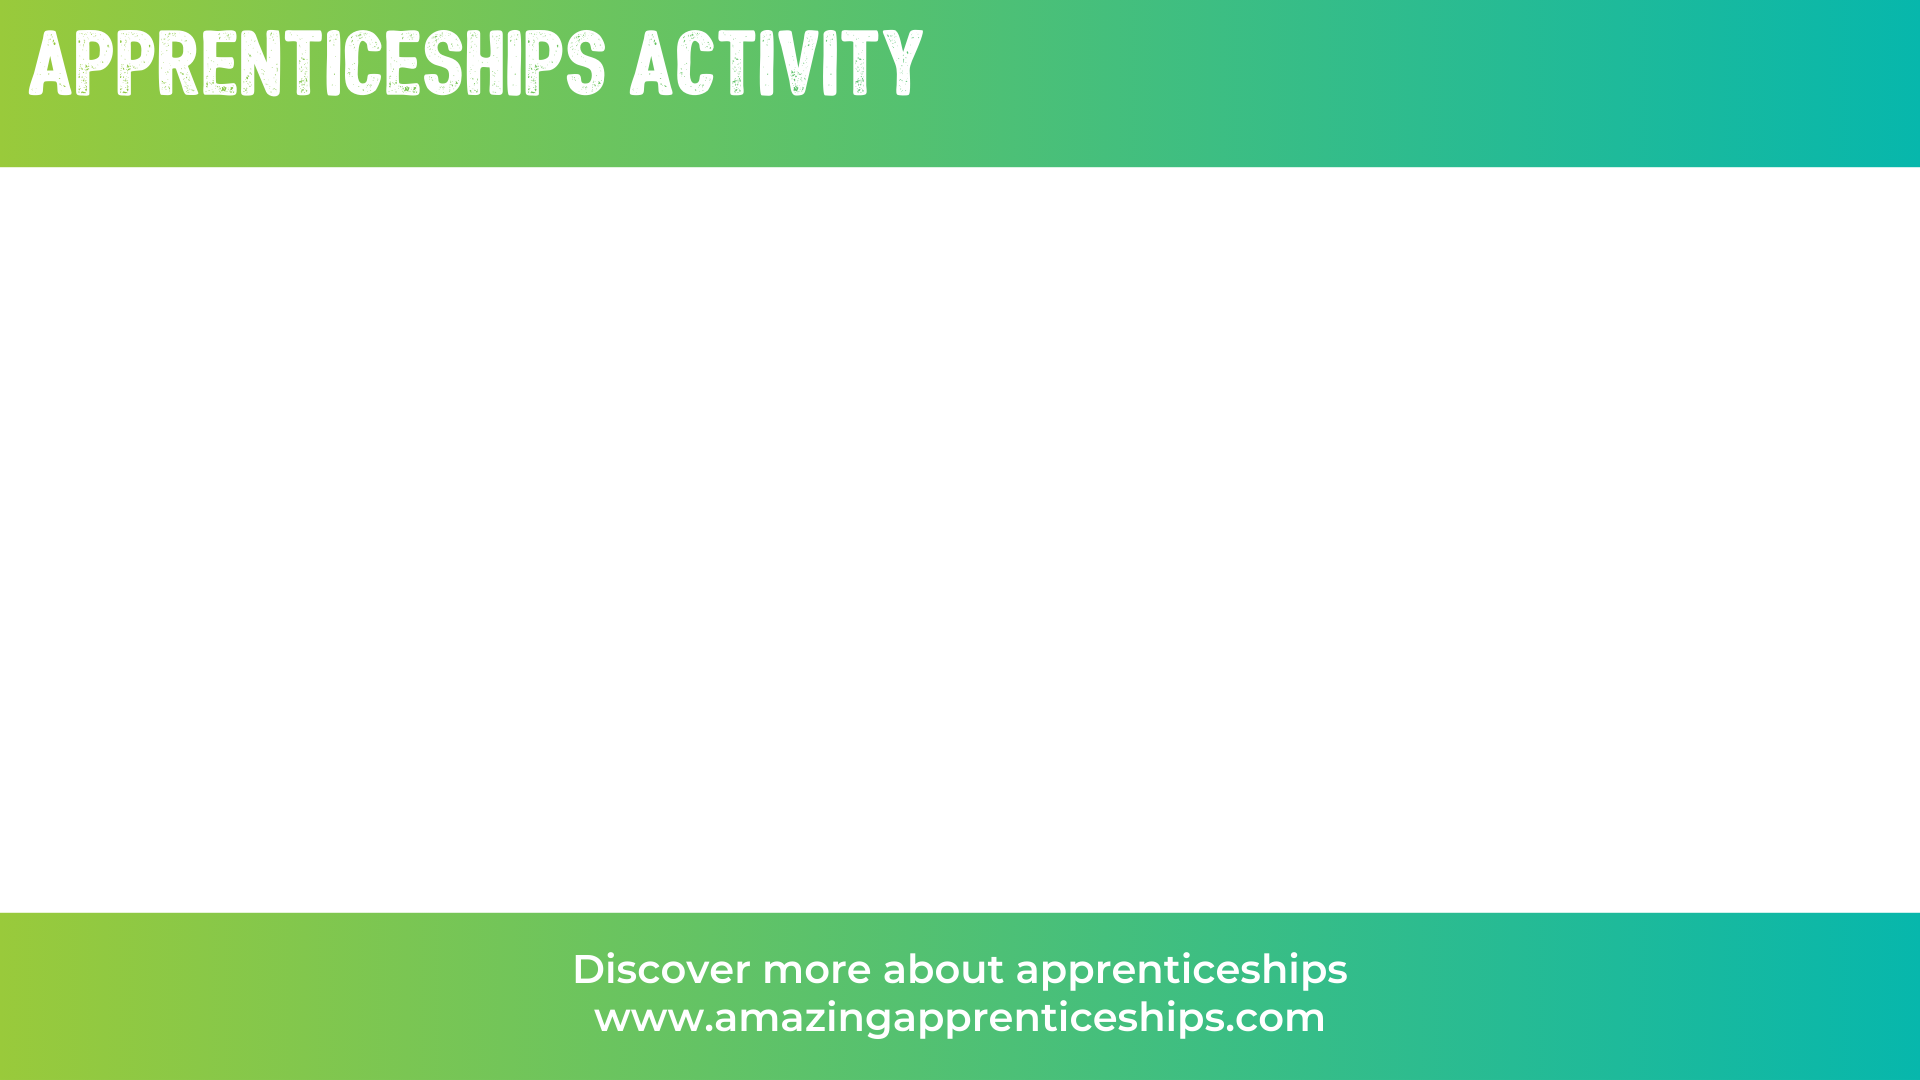 APPRENTICESHIPS ACTIVITY
Discover more about apprenticeships
www.amazingapprenticeships.com